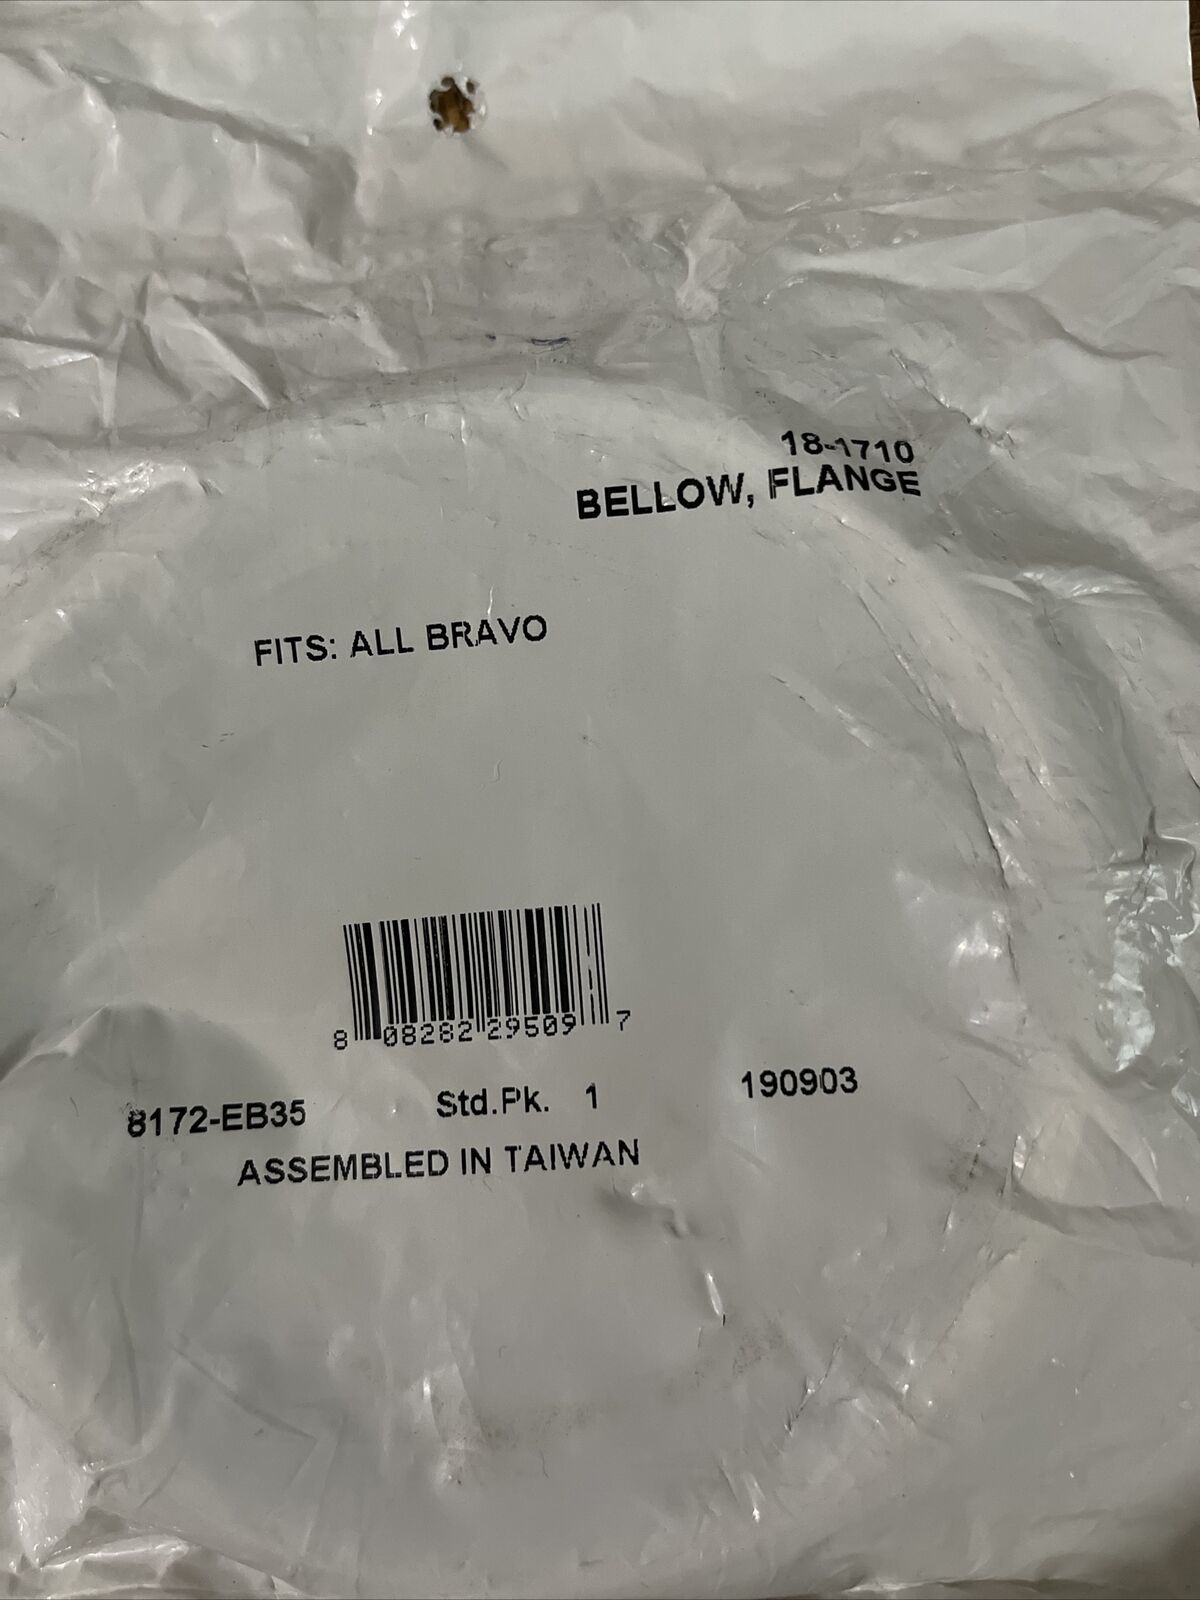 18-1710
BELLOW, FLANGE
FITS: ALL BRAVO
8 08282 29509 7
8172-EB35 Std.Pk. 1 190903
ASSEMBLED IN TAIWAN